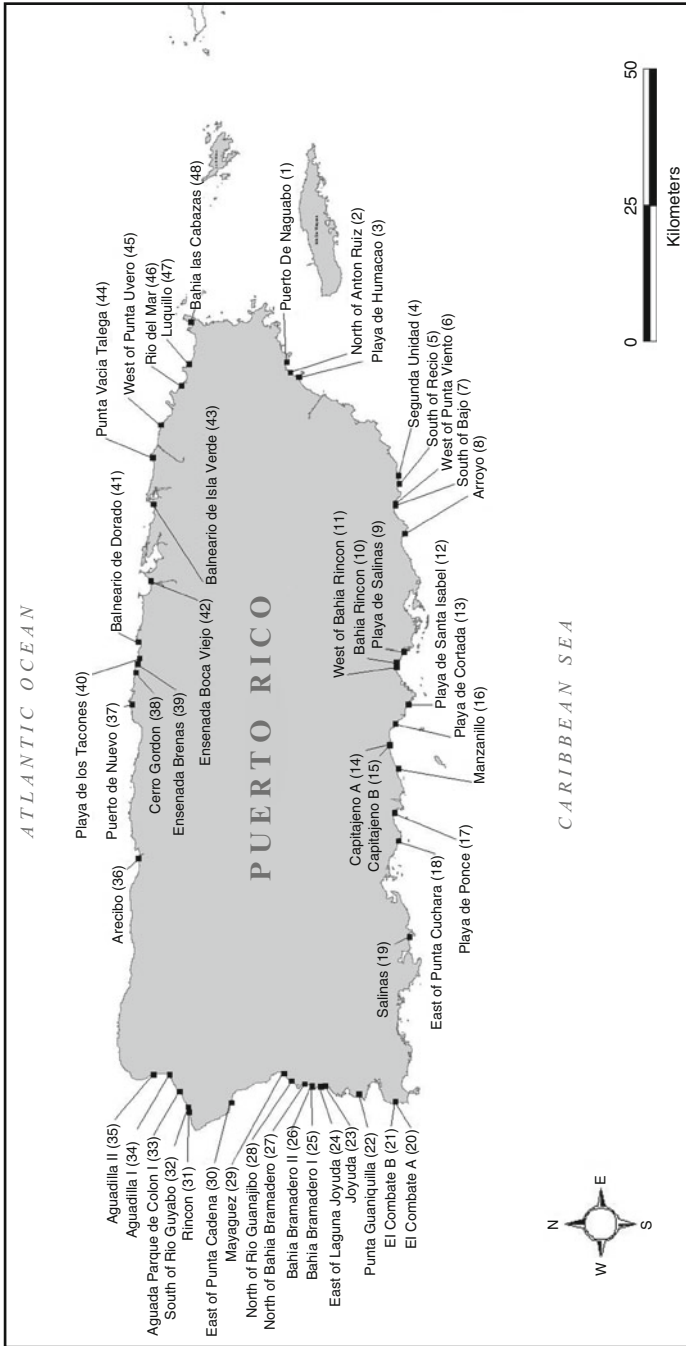 ATLANTIC OCEAN
Playa de los Tacones (40)
Puerto de Nuevo (37)
Cerro Gordon (38)
Ensenada Brenas (39)
Ensenada Boca Viejo (42)
Balneario de Dorado (41)
Balneario de Isla Verde (43)
Punta Vacia Talega (44)
West of Punta Uvero (45)
Rio del Mar (46)
Luquillo (47)
Bahia las Cabazas (48)
Arecibo (36)
Aguadilla II (35)
Aguadilla I (34)
Aguada Parque de Colon I (33)
South of Rio Guyabo (32)
Rincon (31)
East of Punta Cadena (30)
Mayaguez (29)
North of Rio Guanajibo (28)
North of Bahia Bramadero (27)
Bahia Bramadero II (26)
Bahia Bramadero I (25)
East of Laguna Joyuda (24)
Joyuda (23)
Punta Guaniquilla (22)
El Combate B (21)
El Combate A (20)
PUERTO RICO
Puerto De Naguabo (1)
North of Anton Ruiz (2)
Playa de Humacao (3)
Segunda Unidad (4)
South of Recio (5)
West of Punta Viento (6)
South of Bajo (7)
Arroyo (8)
West of Bahia Rincon (11)
Bahia Rincon (10)
Playa de Salinas (9)
Playa de Santa Isabel (12)
Playa de Cortada (13)
Manzanillo (16)
Capitajeno A (14)
Capitajeno B (15)
Playa de Ponce (17)
East of Punta Cuchara (18)
Salinas (19)
CARIBBEAN SEA
N
W E
S
0 25 50
Kilometers